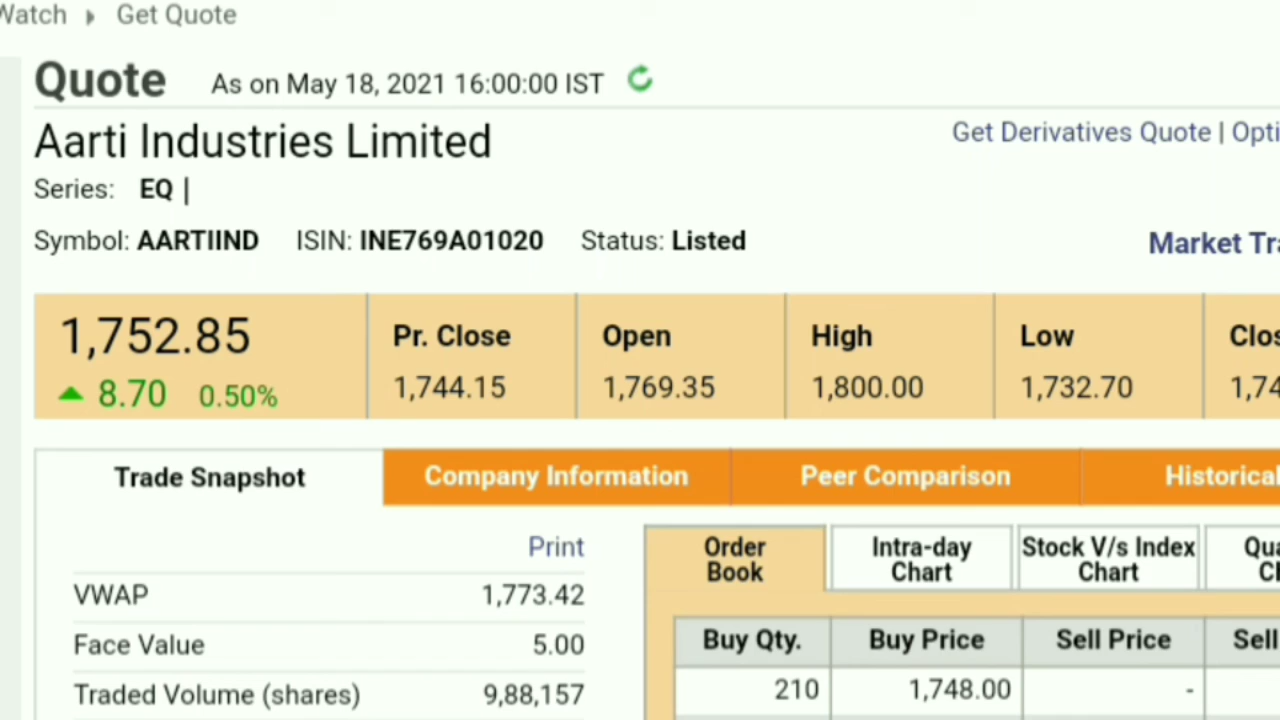 Watch Get Quote
Quote As on May 18, 2021 16:00:00 IST
Aarti Industries Limited
Get Derivatives Quote |
Series: EQ |
Symbol: AARTIIND ISIN: INE769A01020 Status: Listed
Market
1,752.85
8.70 0.50%
Pr. Close Open High Low
1,744.15 1,769.35 1,800.00 1,732.70
Trade Snapshot Company Information Peer Comparison Historical
Print
Order Book
Intra-day Chart
Stock V/s Index Chart
VWAP 1,773.42
Face Value 5.00
Traded Volume (shares) 9,88,157
Buy Qty. Buy Price Sell Price Sell
210 1,748.00 -